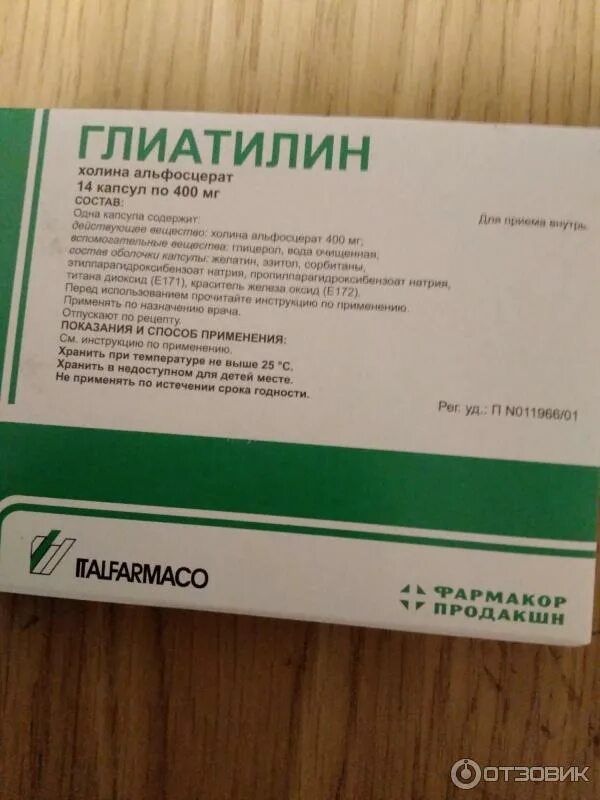 ГЛИАТИЛИН
холина альфосцерат
14 капсул по 400 мг
СОСТАВ:
Одна капсула содержит:
Для приема внутрь.
действующее вещество: холина альфосцерат 400 мг;
вспомогательные вещества: глицерол, вода очищенная,
состав оболочки капсулы: желатин, эзитол, сорбитаны,
этилпарагидроксибензоат натрия, пропилпарагидроксибензоат натрия,
титана диоксид (Е171), краситель железа оксид (Е172).
Перед использованием прочитайте инструкцию по применению.
Применять по назначению врача.
Отпускают по рецепту.
ПОКАЗАНИЯ И СПОСОБ ПРИМЕНЕНИЯ:
См. инструкцию по применению.
Хранить при температуре не выше 25 °С.
Хранить в недоступном для детей месте.
Не применять по истечении срока годности.
Рег. уд.: П N011966/01
ITALFARMACO
ФАРМАКОР
ПРОДАКШН
ОТЗОВИК